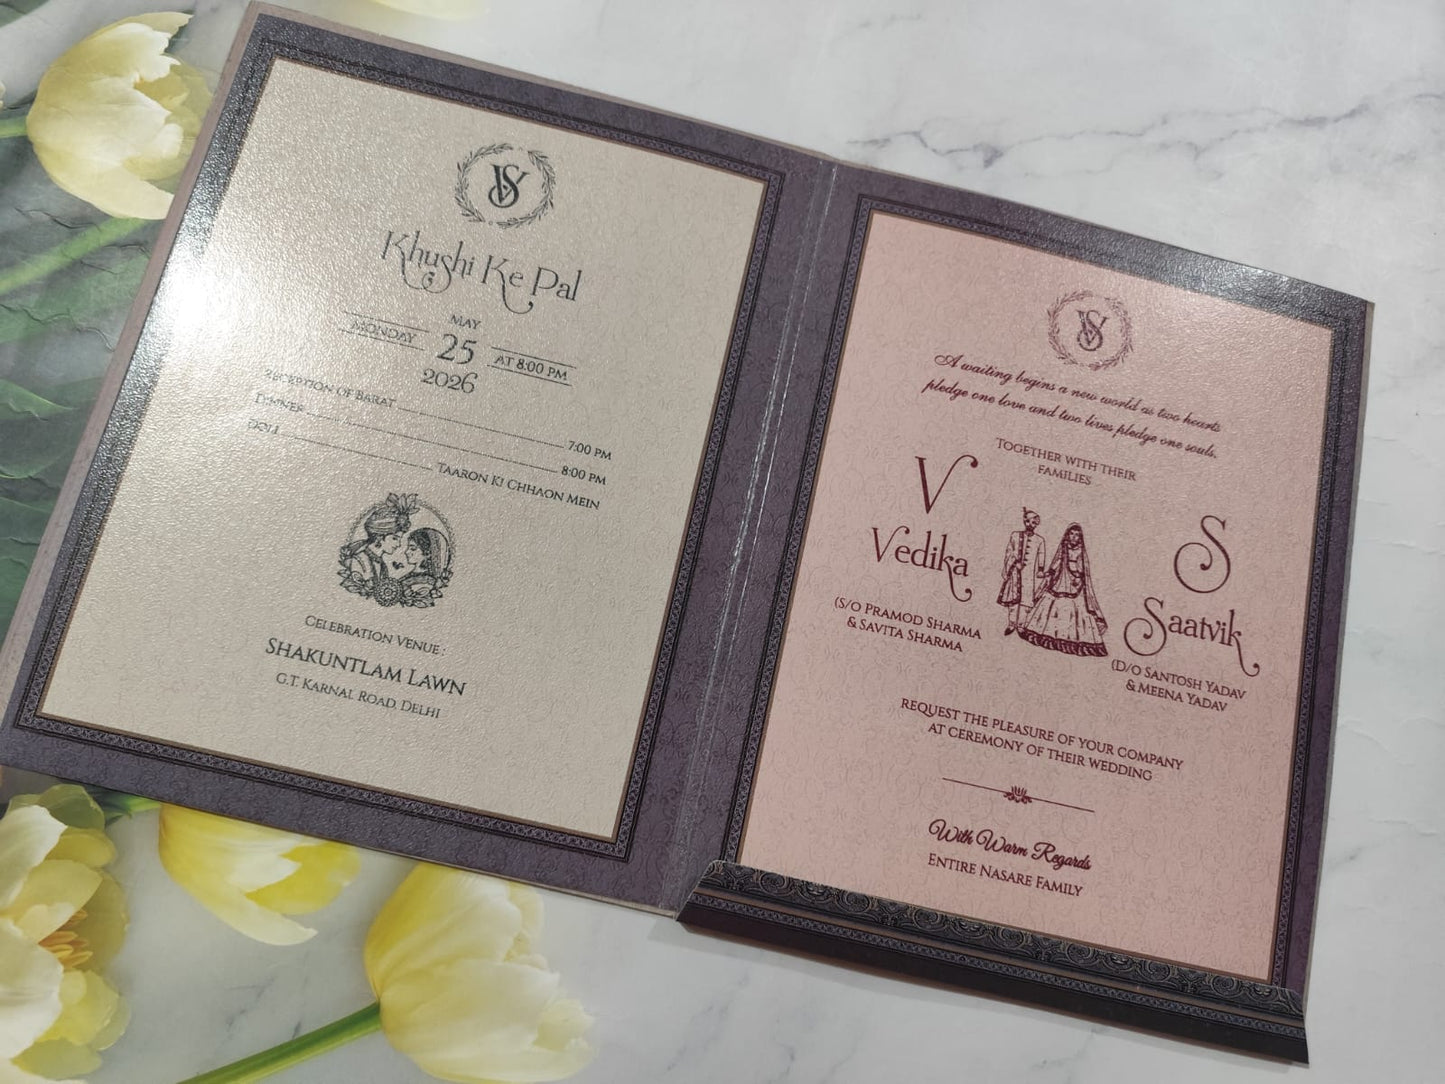 VS
Khushi Ke Pal
MAY
MONDAY 25 AT 8:00 PM
2026
RECEPTION OF BARAT 7:00 PM
DINNER 8:00 PM
DOLI TAARON KI CHHAON MEIN
CELEBRATION VENUE :
SHAKUNTLAM LAWN
G.T. KARNAL ROAD, DELHI
VS
A waiting begins a new world as two hearts
pledge one love and two lives pledge one souls.
TOGETHER WITH THEIR
FAMILIES
V
Vedika
(S/O PRAMOD SHARMA
& SAVITA SHARMA
S
Saatvik
(D/O SANTOSH YADAV
& MEENA YADAV
REQUEST THE PLEASURE OF YOUR COMPANY
AT CEREMONY OF THEIR WEDDING
With Warm Regards
ENTIRE NASARE FAMILY